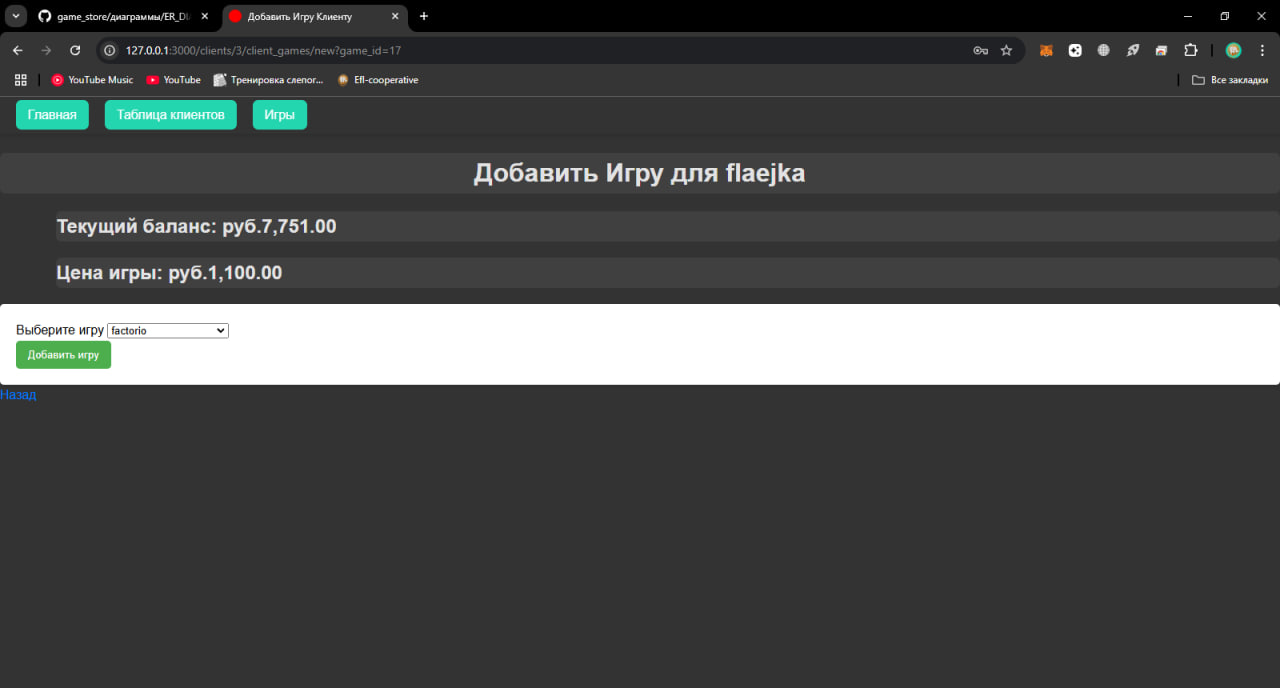 game_store/диаграммы/ER_DI
Добавить Игру Клиенту
127.0.0.1:3000/clients/3/client_games/new?game_id=17
YouTube Music
YouTube
Тренировка слепог...
Efl-cooperative
Все закладки
Главная
Таблица клиентов
Игры
Добавить Игру для flaejka
Текущий баланс: руб.7,751.00
Цена игры: руб.1,100.00
Выберите игру factorio
Добавить игру
Назад